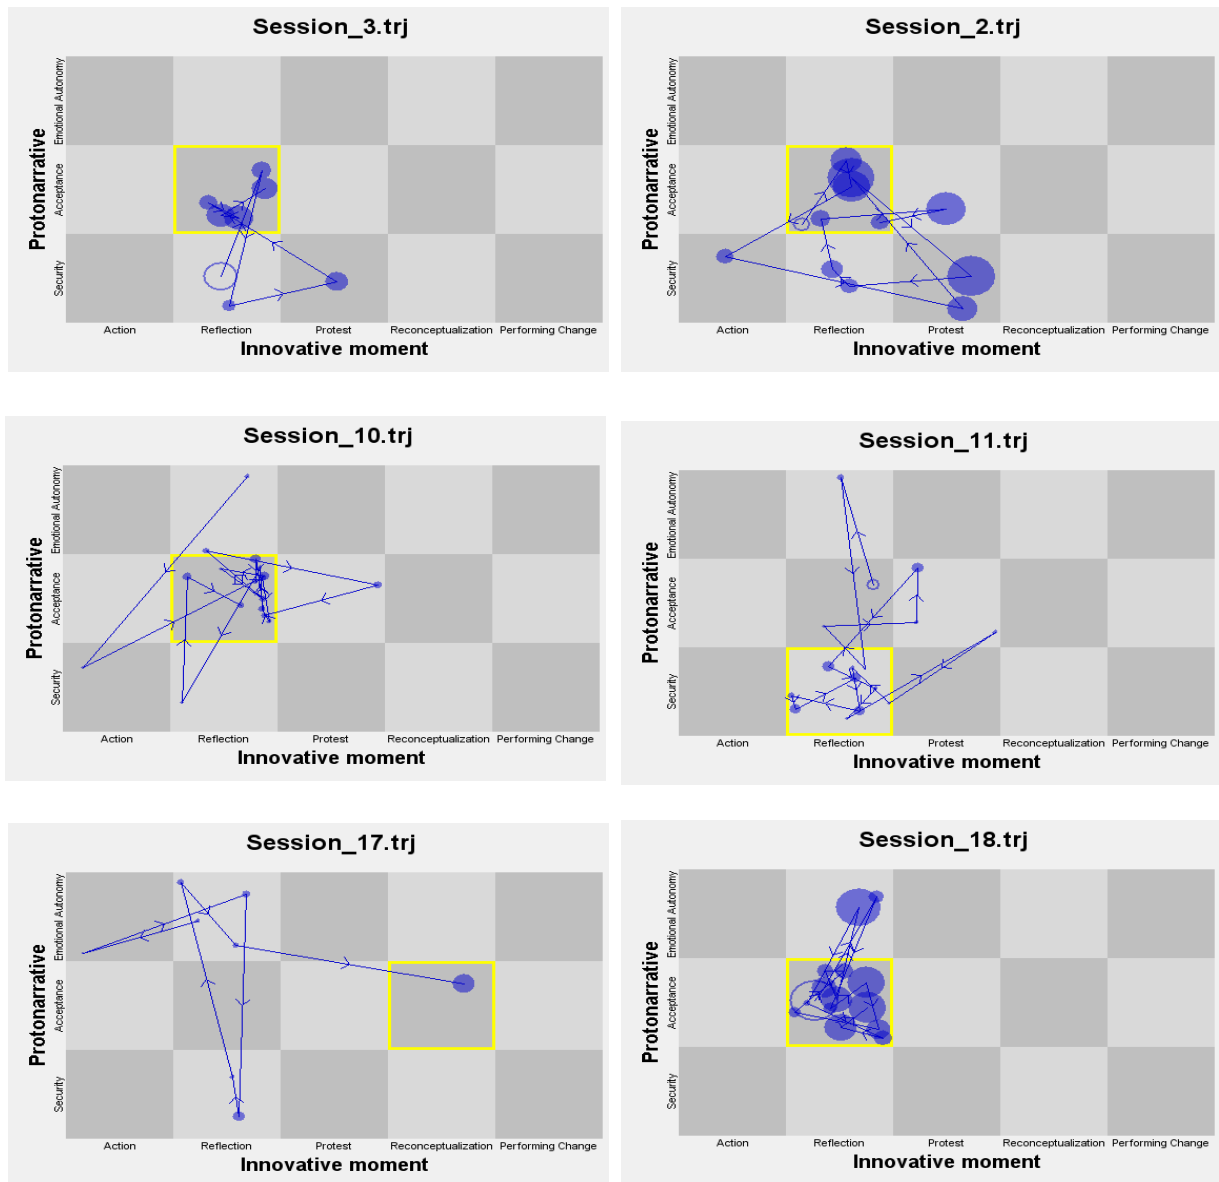 Session_3.trj
Protonarrative
Emotional Autonomy
Acceptance
Security
Action Reflection Protest Reconceptualization Performing Change
Innovative moment
Session_2.trj
Protonarrative
Emotional Autonomy
Acceptance
Security
Action Reflection Protest Reconceptualization Performing Change
Innovative moment
Session_10.trj
Protonarrative
Emotional Autonomy
Acceptance
Security
Action Reflection Protest Reconceptualization Performing Change
Innovative moment
Session_11.trj
Protonarrative
Emotional Autonomy
Acceptance
Security
Action Reflection Protest Reconceptualization Performing Change
Innovative moment
Session_17.trj
Protonarrative
Emotional Autonomy
Acceptance
Security
Action Reflection Protest Reconceptualization Performing Change
Innovative moment
Session_18.trj
Protonarrative
Emotional Autonomy
Acceptance
Security
Action Reflection Protest Reconceptualization Performing Change
Innovative moment